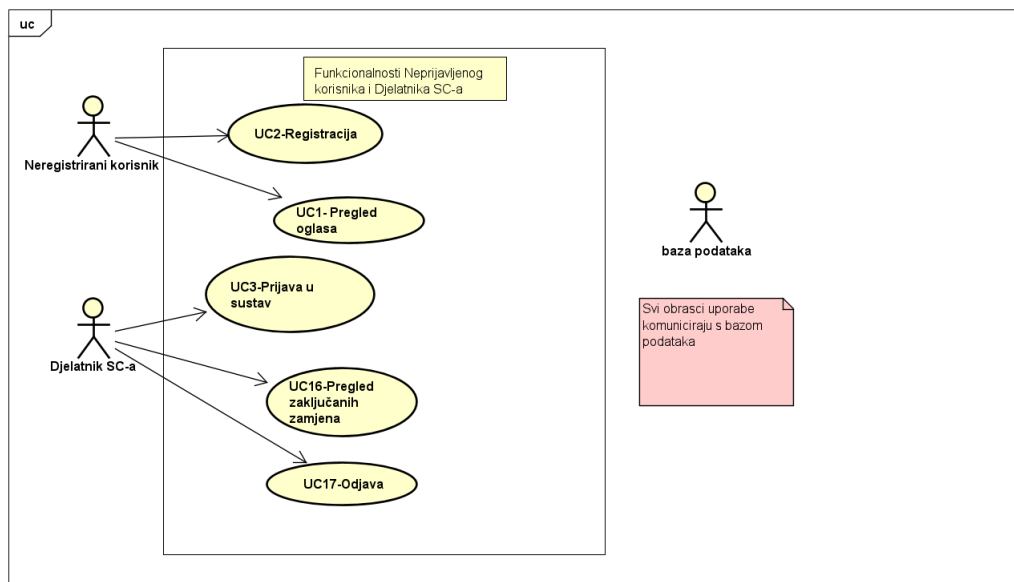 uc
Funkcionalnosti Neprijavljenog
korisnika i Djelatnika SC-a
UC2-Registracija
Neregistrirani korisnik
UC1- Pregled
oglasa
baza podataka
UC3-Prijava u
sustav
Svi obrasci uporabe
komuniciraju s bazom
podataka
Djelatnik SC-a
UC16-Pregled
zaključanih
zamjena
UC17-Odjava